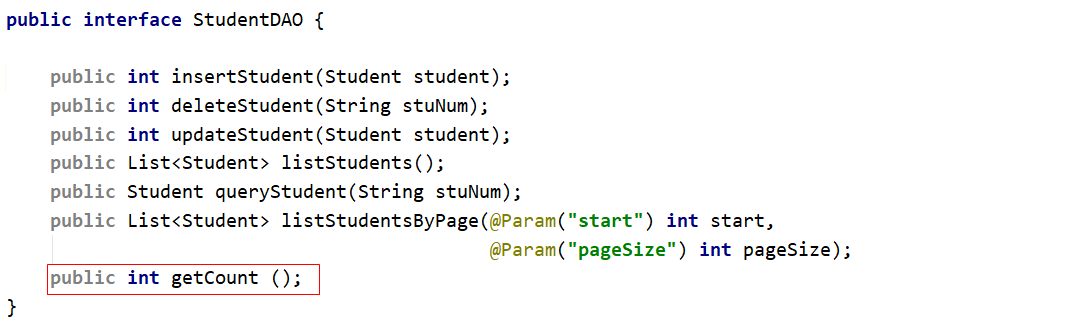 public interface StudentDAO {
public int insertStudent(Student student);
public int deleteStudent(String stuNum);
public int updateStudent(Student student);
public List<Student> listStudents();
public Student queryStudent(String stuNum);
public List<Student> listStudentsByPage(@Param("start") int start,
@Param("pageSize") int pageSize);
public int getCount ();
}